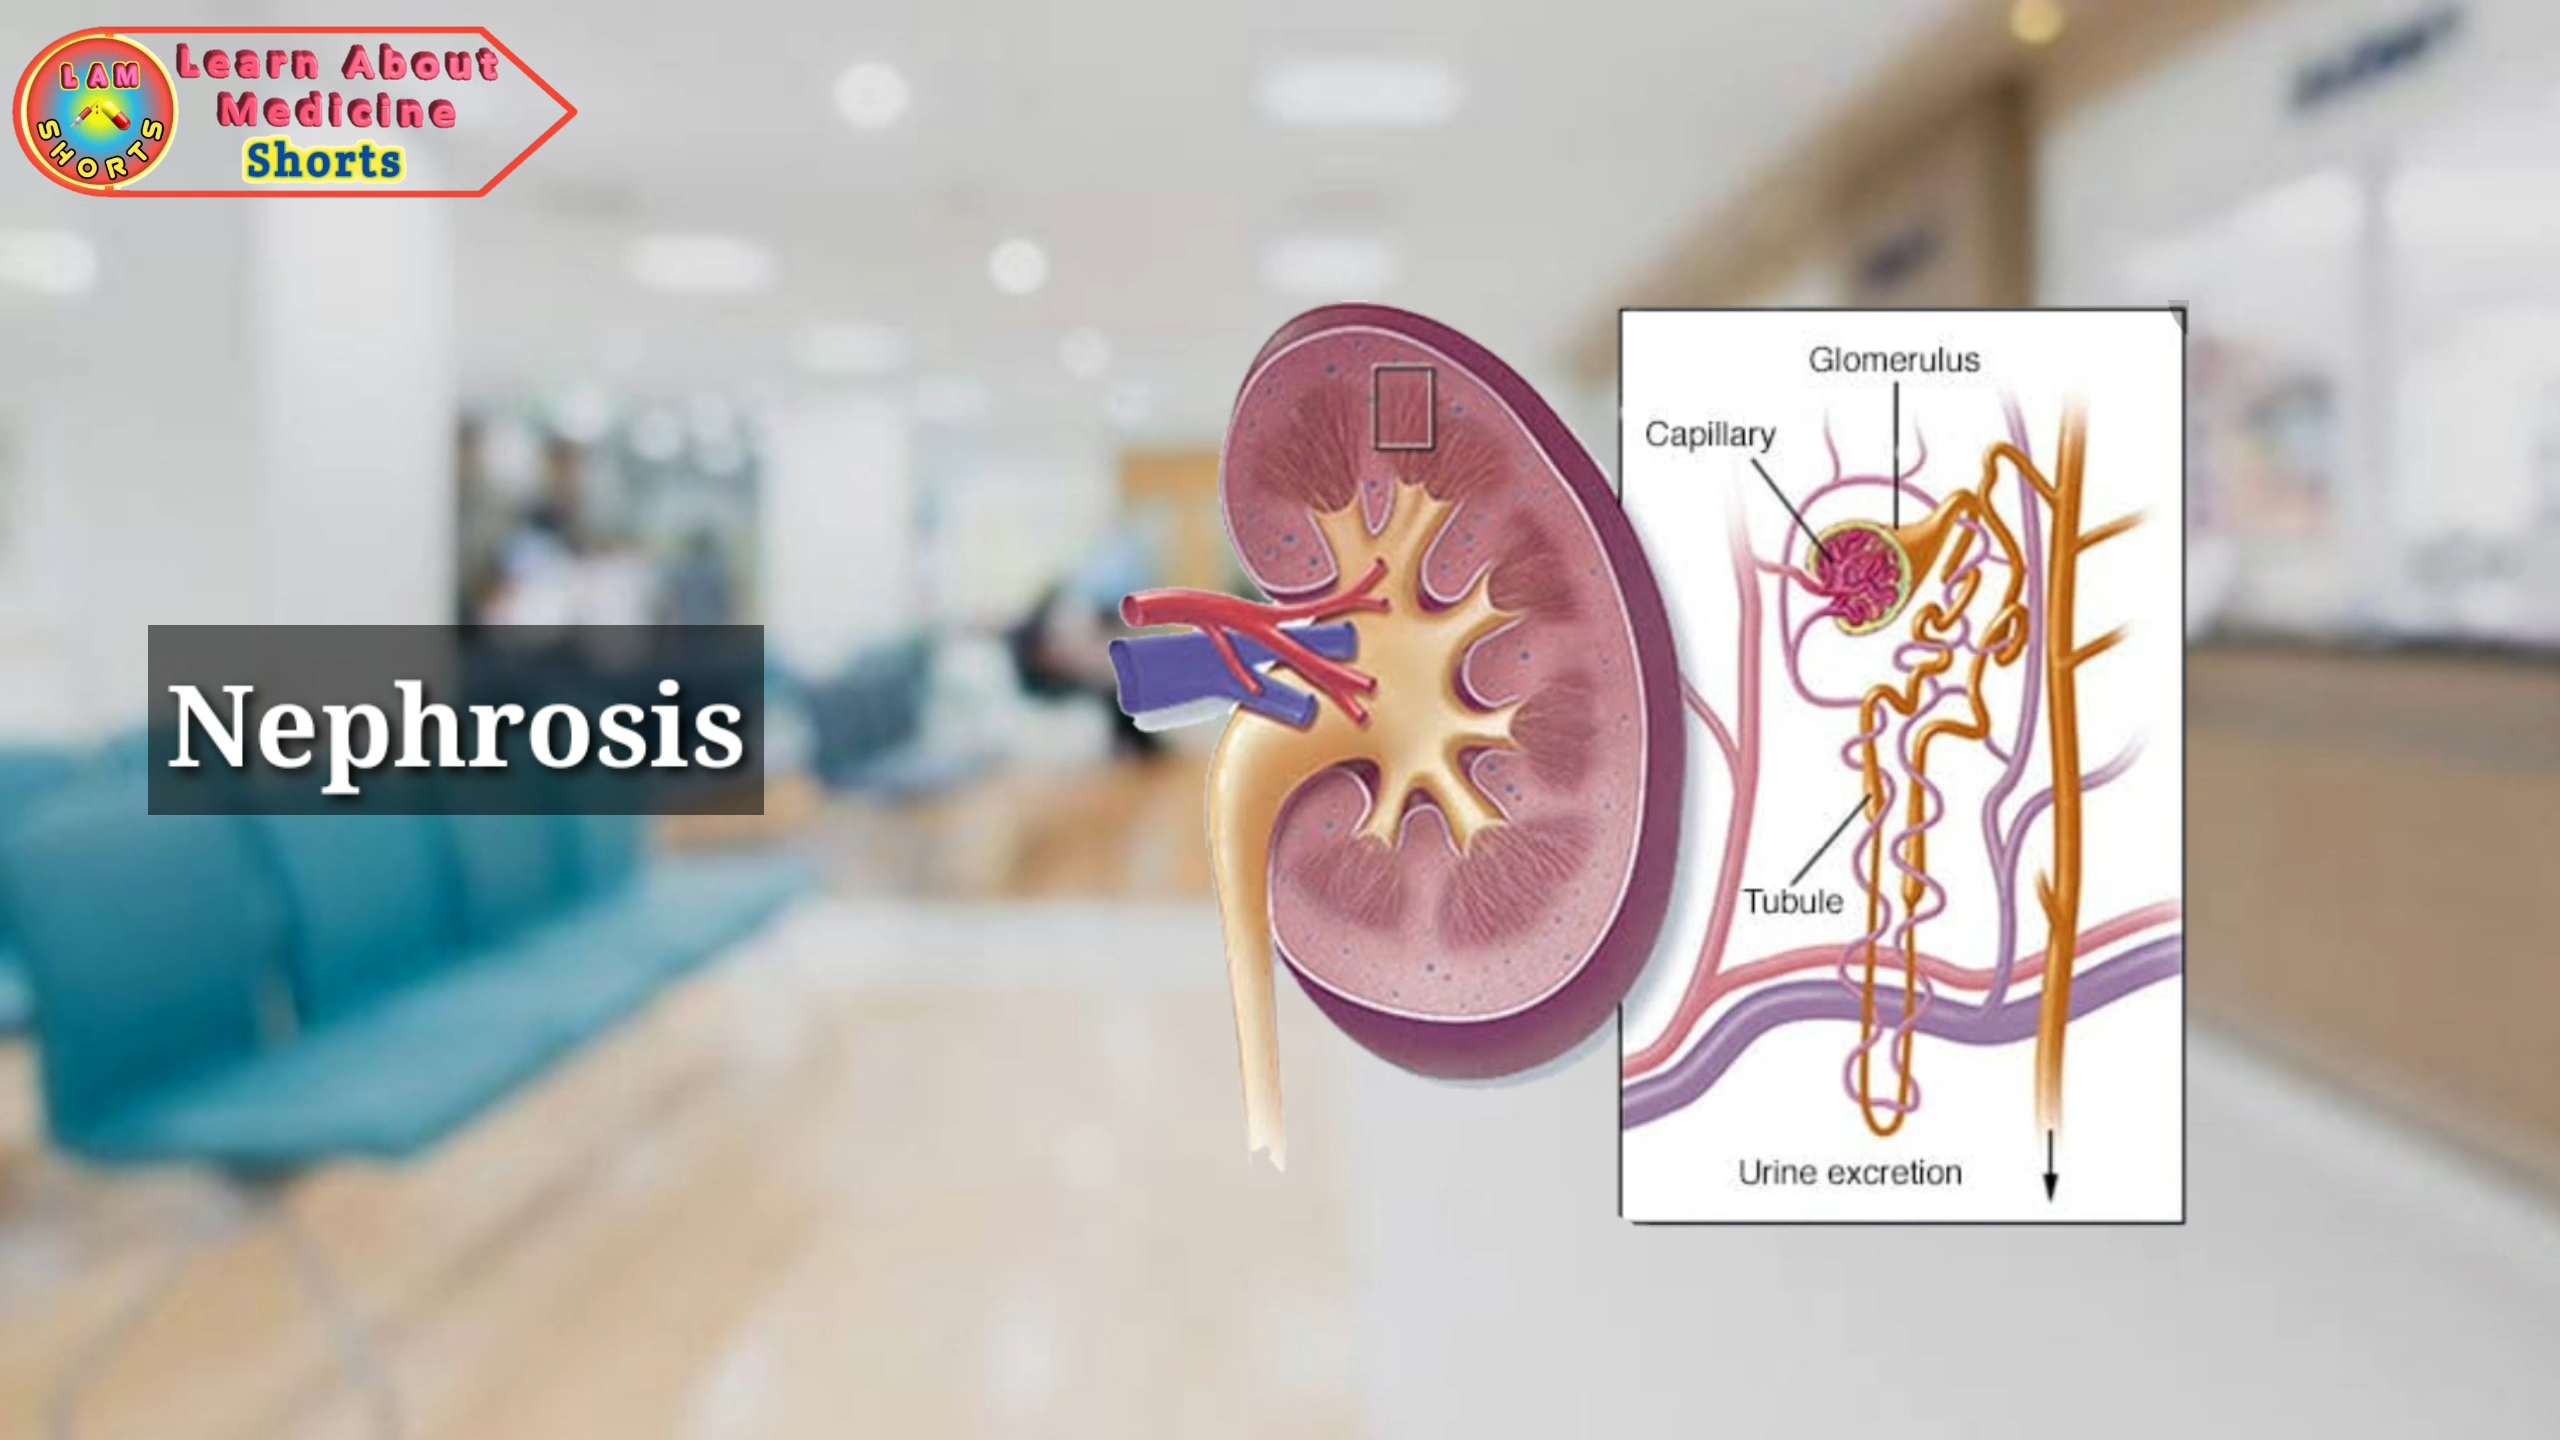 LAM
SHORTS
Learn About
Medicine
Shorts
Nephrosis
Glomerulus
Capillary
Tubule
Urine excretion